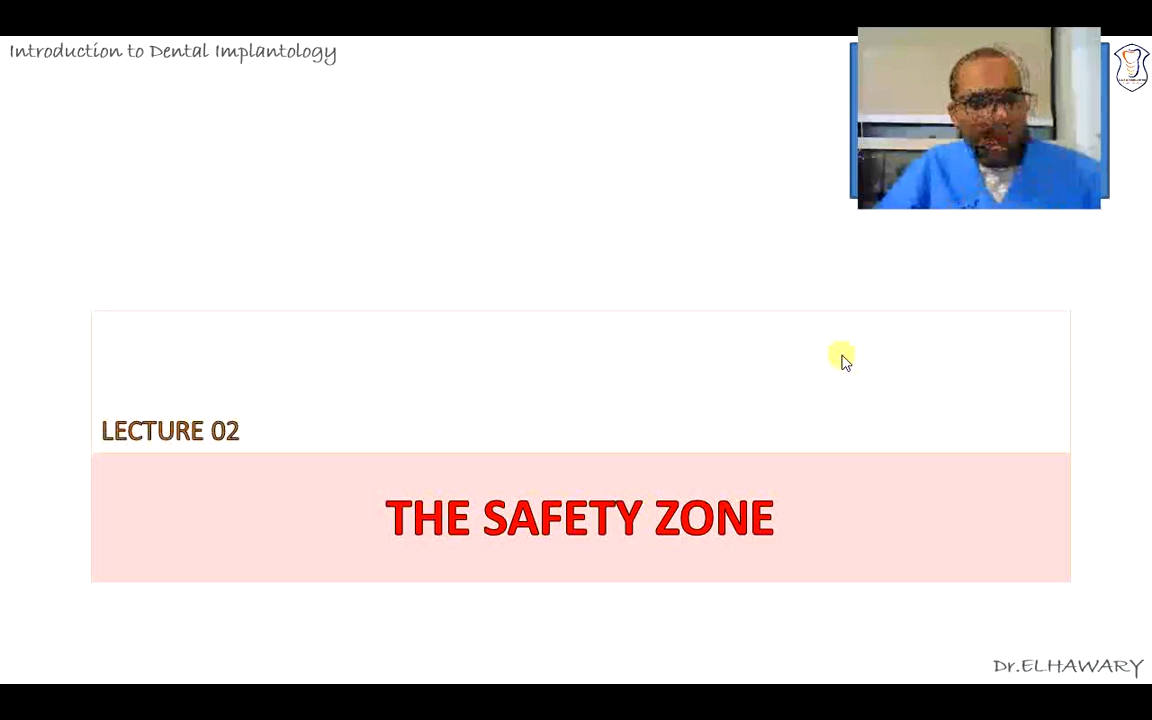 Introduction to Dental Implantology
LECTURE 02
THE SAFETY ZONE
Dr.ELHAWARY